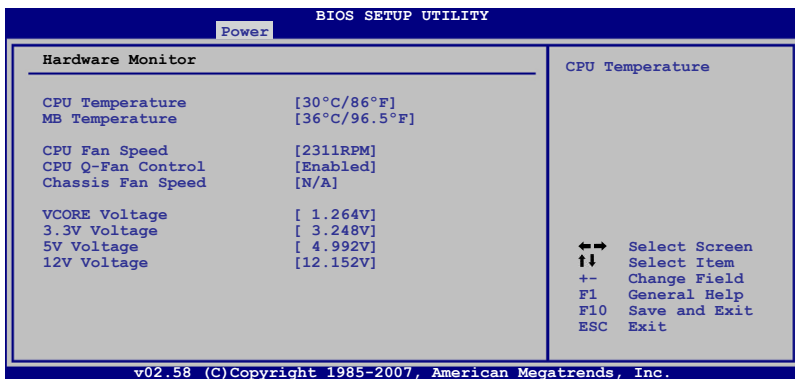 BIOS SETUP UTILITY
Power
Hardware Monitor
CPU Temperature [30°C/86°F]
MB Temperature [36°C/96.5°F]
CPU Fan Speed [2311RPM]
CPU Q-Fan Control [Enabled]
Chassis Fan Speed [N/A]
VCORE Voltage [ 1.264V]
3.3V Voltage [ 3.248V]
5V Voltage [ 4.992V]
12V Voltage [12.152V]
CPU Temperature
←→ Select Screen
↑↓ Select Item
+- Change Field
F1 General Help
F10 Save and Exit
ESC Exit
v02.58 (C)Copyright 1985-2007, American Megatrends, Inc.